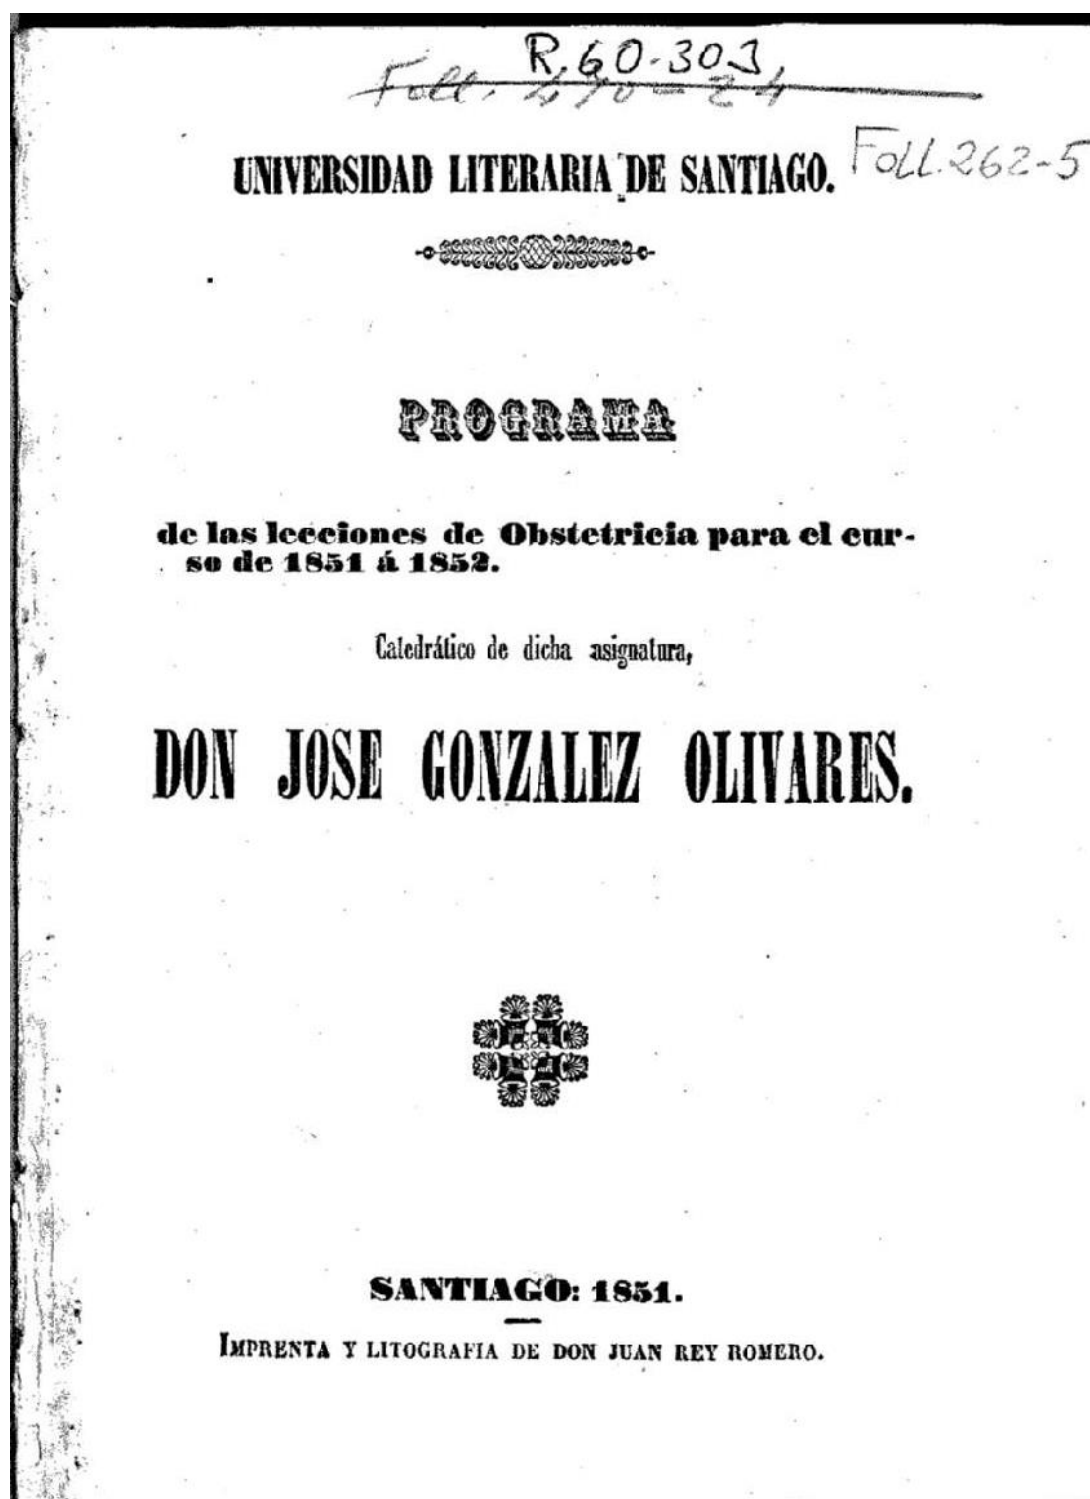 R. 60-303
Foll.
UNIVERSIDAD LITERARIA DE SANTIAGO.
Foll. 262-5
PROGRAMA
de las lecciones de Obstetricia para el cur-
so de 1851 á 1852.
Catedrático de dicha asignatura,
DON JOSE GONZALEZ OLIVARES.
SANTIAGO: 1851.
IMPRENTA Y LITOGRAFIA DE DON JUAN REY ROMERO.